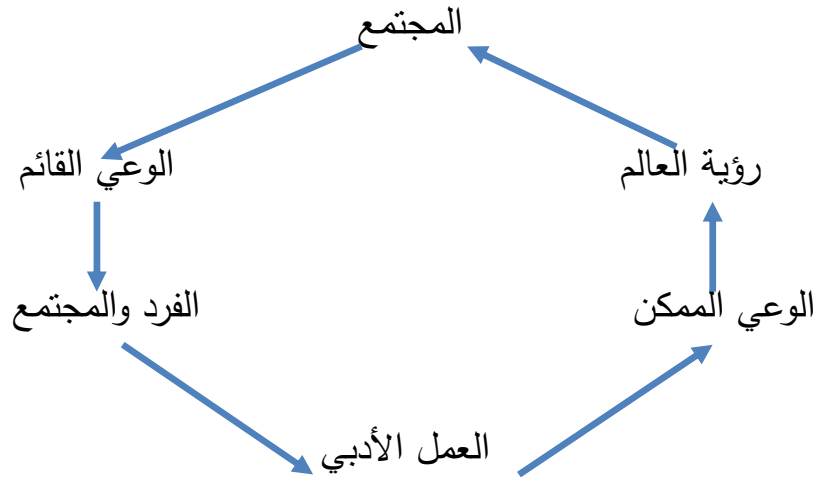 المجتمع
رؤية العالم
الوعي القائم
الوعي الممكن
الفرد والمجتمع
العمل الأدبي